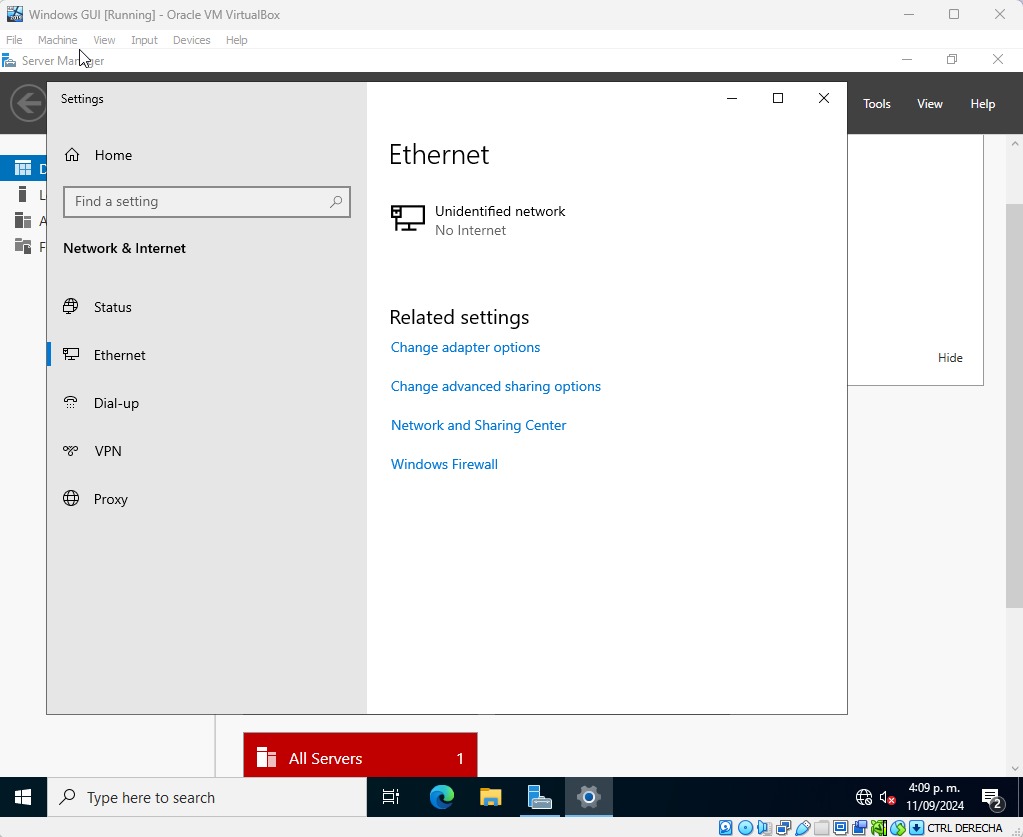 Windows GUI [Running] - Oracle VM VirtualBox
File Machine View Input Devices Help
Server Manager
Settings
Tools View Help
Home
Ethernet
Find a setting
Unidentified network
No Internet
Network & Internet
Status
Ethernet
Dial-up
VPN
Proxy
Related settings
Change adapter options
Change advanced sharing options
Network and Sharing Center
Windows Firewall
Hide
All Servers 1
Type here to search
4:09 p. m.
11/09/2024
2
CTRL DERECHA